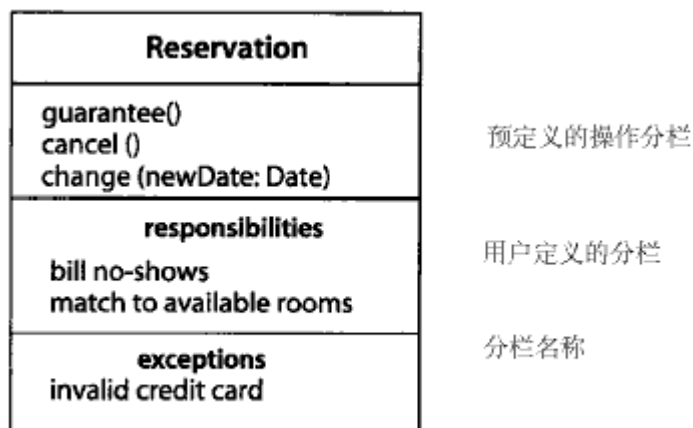 Reservation
guarantee()
cancel ()
change (newDate: Date)
预定义的操作分栏
responsibilities
bill no-shows
match to available rooms
用户定义的分栏
分栏名称
exceptions
invalid credit card